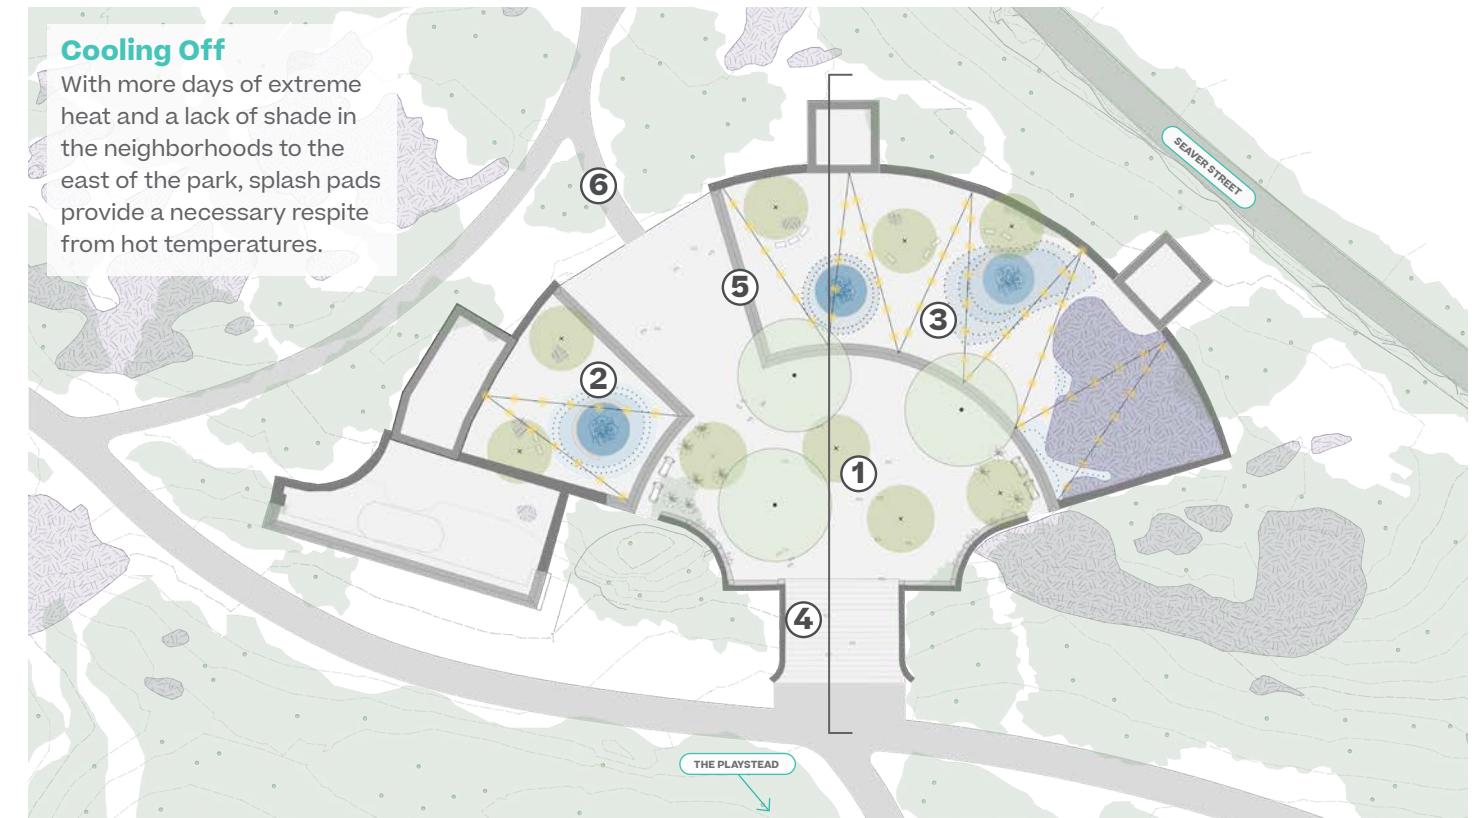 Cooling Off
With more days of extreme
heat and a lack of shade in
the neighborhoods to the
east of the park, splash pads
provide a necessary respite
from hot temperatures.
SEAVER STREET
6
5
3
2
1
4
THE PLAYSTEAD